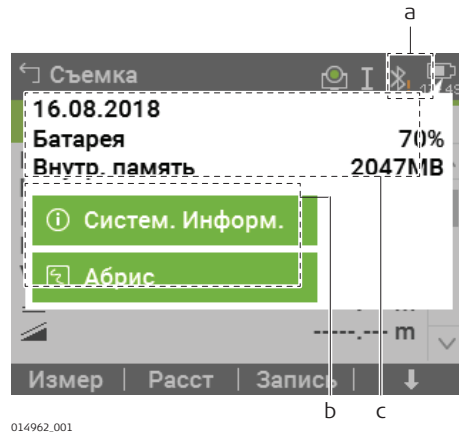 a
Съемка
16.08.2018
Батарея 70%
Внутр. память 2047MB
Систем. Информ.
Абрис
-----.--- m
Измер | Расст | Запись | ↓
b c
014962_001